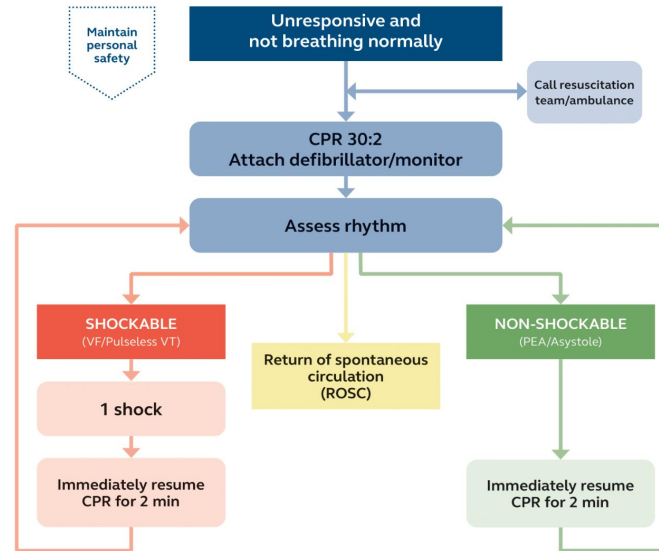 Maintain
personal
safety
Unresponsive and
not breathing normally
Call resuscitation
team/ambulance
CPR 30:2
Attach defibrillator/monitor
Assess rhythm
SHOCKABLE
(VF/Pulseless VT)
1 shock
Immediately resume
CPR for 2 min
Return of spontaneous
circulation
(ROSC)
NON-SHOCKABLE
(PEA/Asystole)
Immediately resume
CPR for 2 min